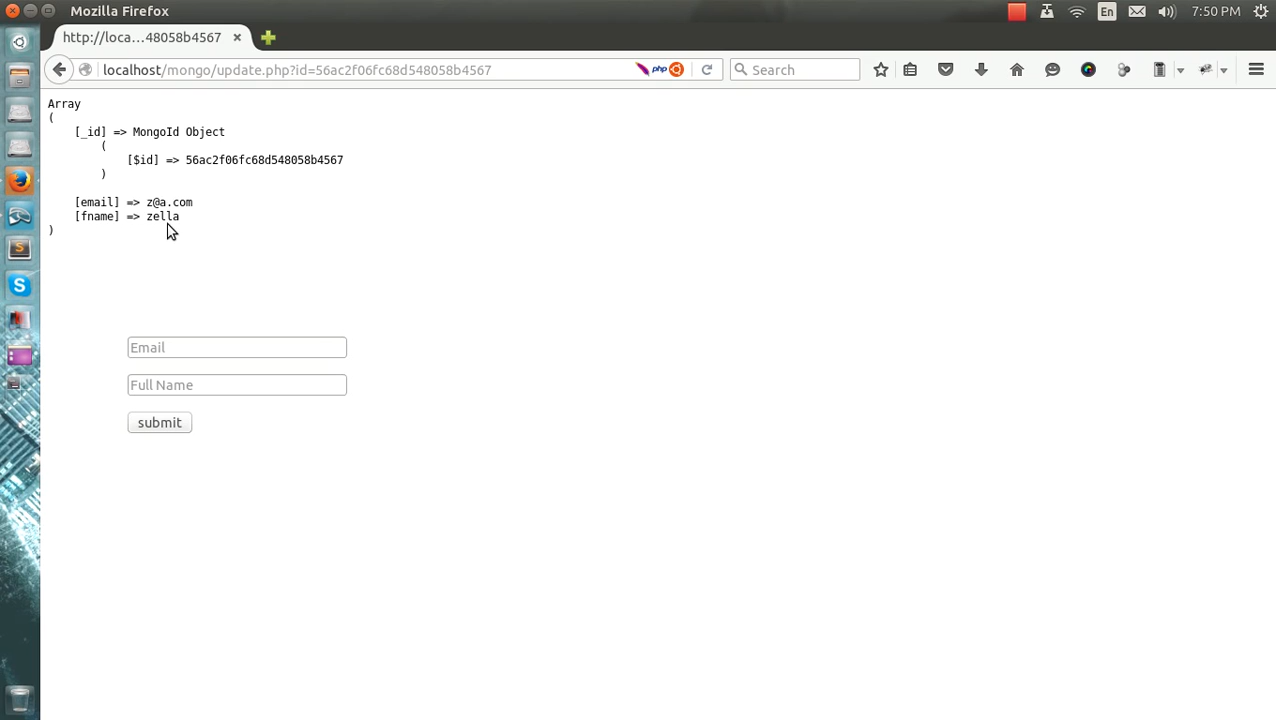 Mozilla Firefox
En
7:50 PM
http://loca...48058b4567
localhost/mongo/update.php?id=56ac2f06fc68d548058b4567
php
Search
Array
(
[_id] => MongoId Object
(
[$id] => 56ac2f06fc68d548058b4567
)
[email] => z@a.com
[fname] => zella
)
Email
Full Name
submit